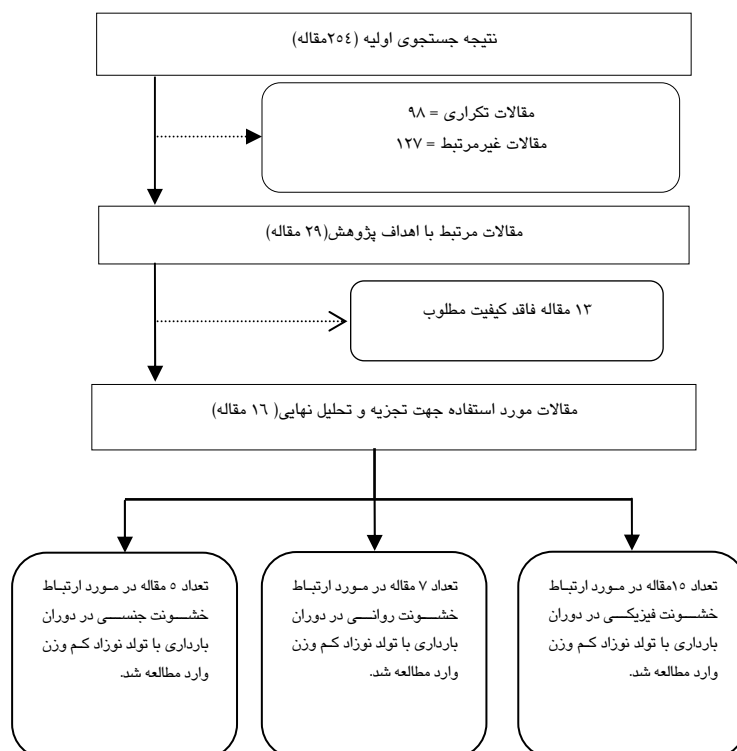 نتیجه جستجوی اولیه (۲۵۴مقاله)
مقالات تکراری = ۹۸
مقالات غیرمرتبط = ۱۲۷
مقالات مرتبط با اهداف پژوهش(۲۹ مقاله)
۱۳ مقاله فاقد کیفیت مطلوب
مقالات مورد استفاده جهت تجزیه و تحلیل نهایی( ۱۶ مقاله)
تعداد ۱۵مقاله در مورد ارتباط
خشونت فیزیکی در دوران
بارداری با تولد نوزاد کم وزن
وارد مطالعه شد.
تعداد ۷ مقاله در مورد ارتباط
خشونت روانی در دوران
بارداری با تولد نوزاد کم وزن
وارد مطالعه شد.
تعداد ۵ مقاله در مورد ارتباط
خشونت جنسی در دوران
بارداری با تولد نوزاد کم وزن
وارد مطالعه شد.